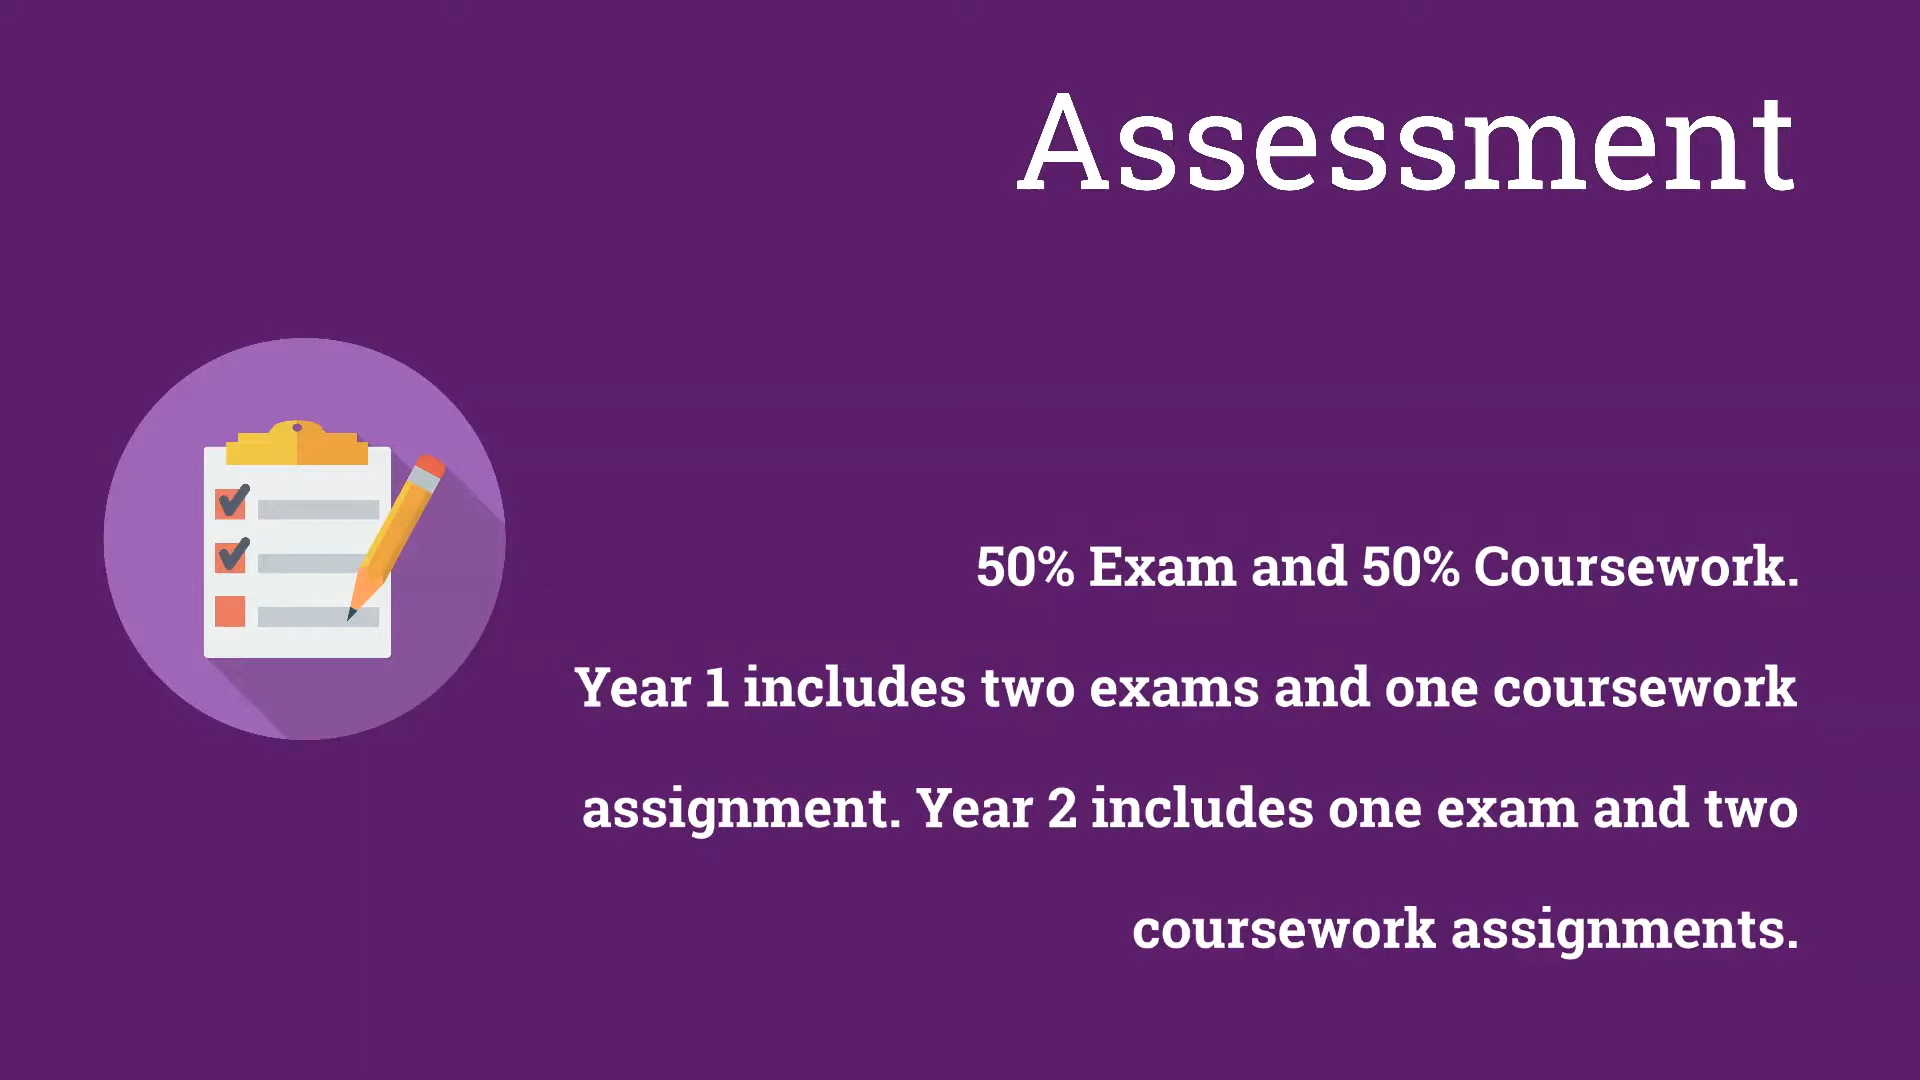 Assessment
50% Exam and 50% Coursework.
Year 1 includes two exams and one coursework
assignment. Year 2 includes one exam and two
coursework assignments.